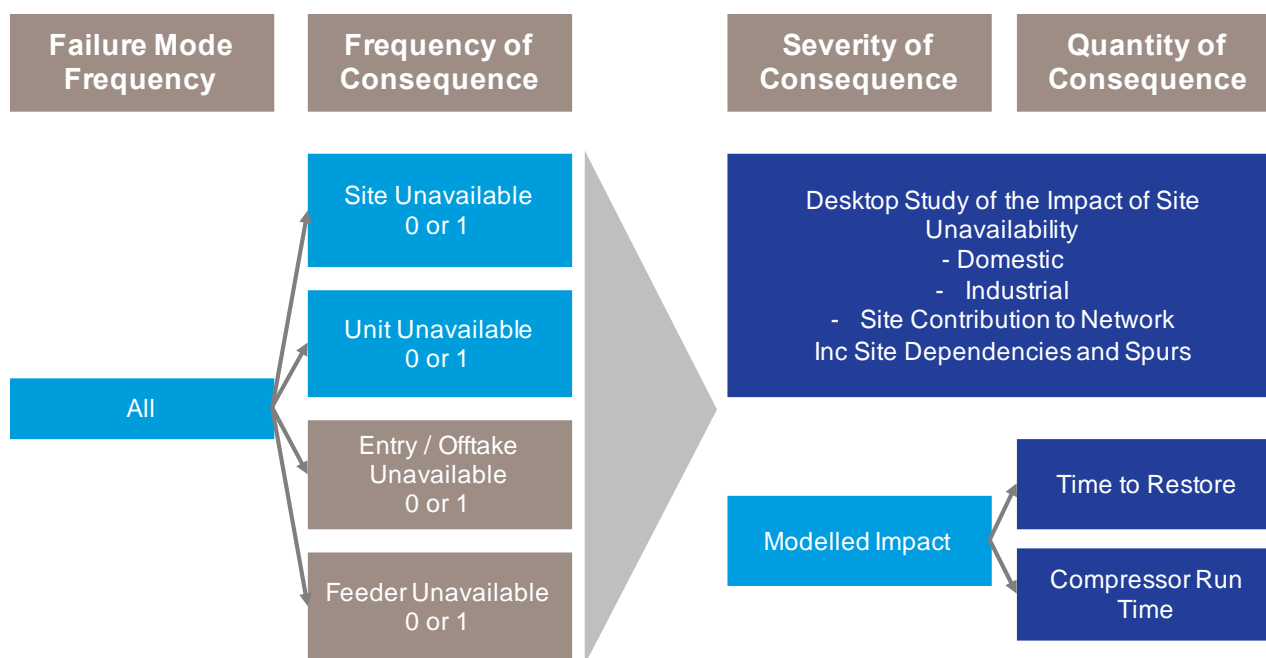 Failure Mode
Frequency
Frequency of
Consequence
Severity of
Consequence
Quantity of
Consequence
All
Site Unavailable
0 or 1
Unit Unavailable
0 or 1
Entry / Offtake
Unavailable
0 or 1
Feeder Unavailable
0 or 1
Desktop Study of the Impact of Site
Unavailability
- Domestic
- Industrial
- Site Contribution to Network
Inc Site Dependencies and Spurs
Modelled Impact
Time to Restore
Compressor Run
Time